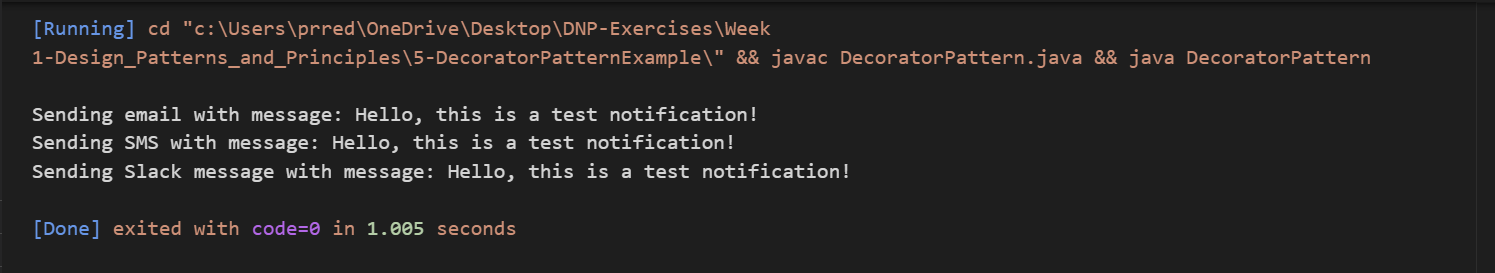 [Running] cd "c:\Users\prred\OneDrive\Desktop\DNP-Exercises\Week
1-Design_Patterns_and_Principles\5-DecoratorPatternExample\" && javac DecoratorPattern.java && java DecoratorPattern
Sending email with message: Hello, this is a test notification!
Sending SMS with message: Hello, this is a test notification!
Sending Slack message with message: Hello, this is a test notification!
[Done] exited with code=0 in 1.005 seconds